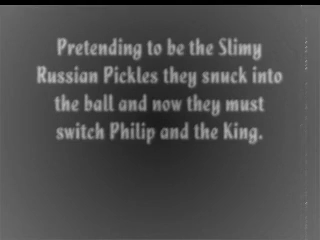 Pretending to be the Slimy
Russian Pickles they snuck into
the ball and now they must
switch Philip and the King.